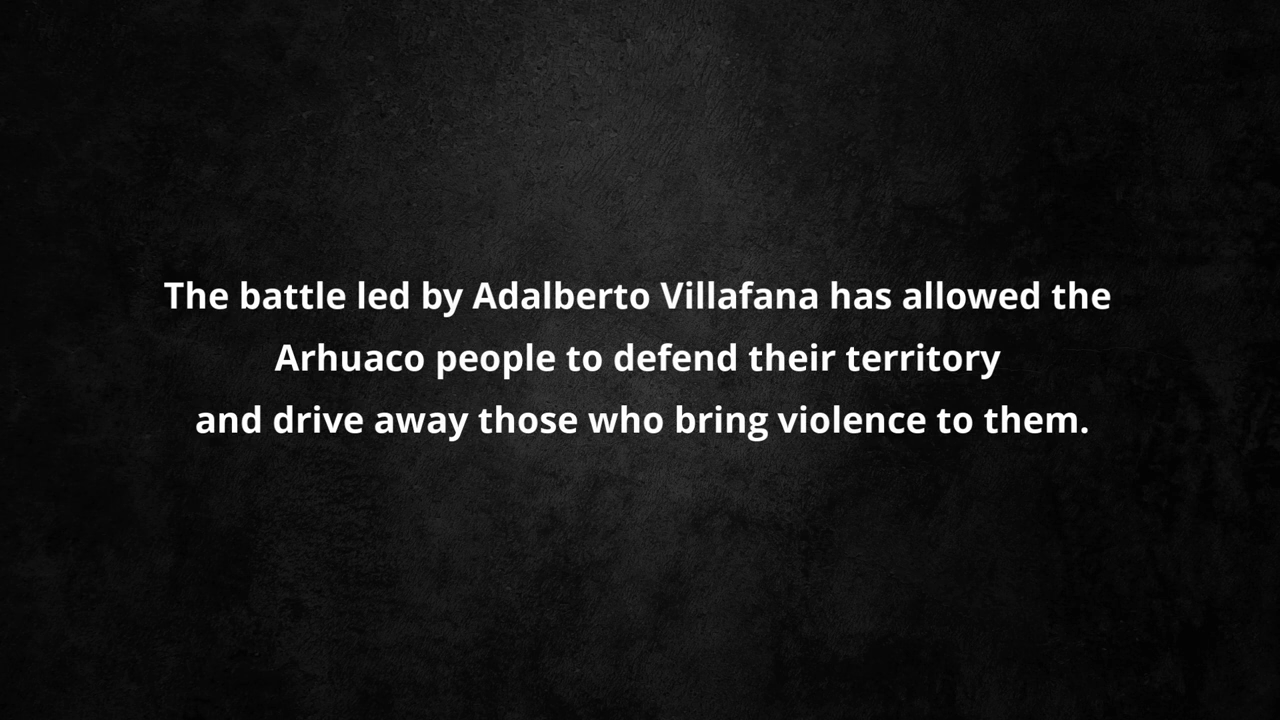 The battle led by Adalberto Villafana has allowed the
Arhuaco people to defend their territory
and drive away those who bring violence to them.